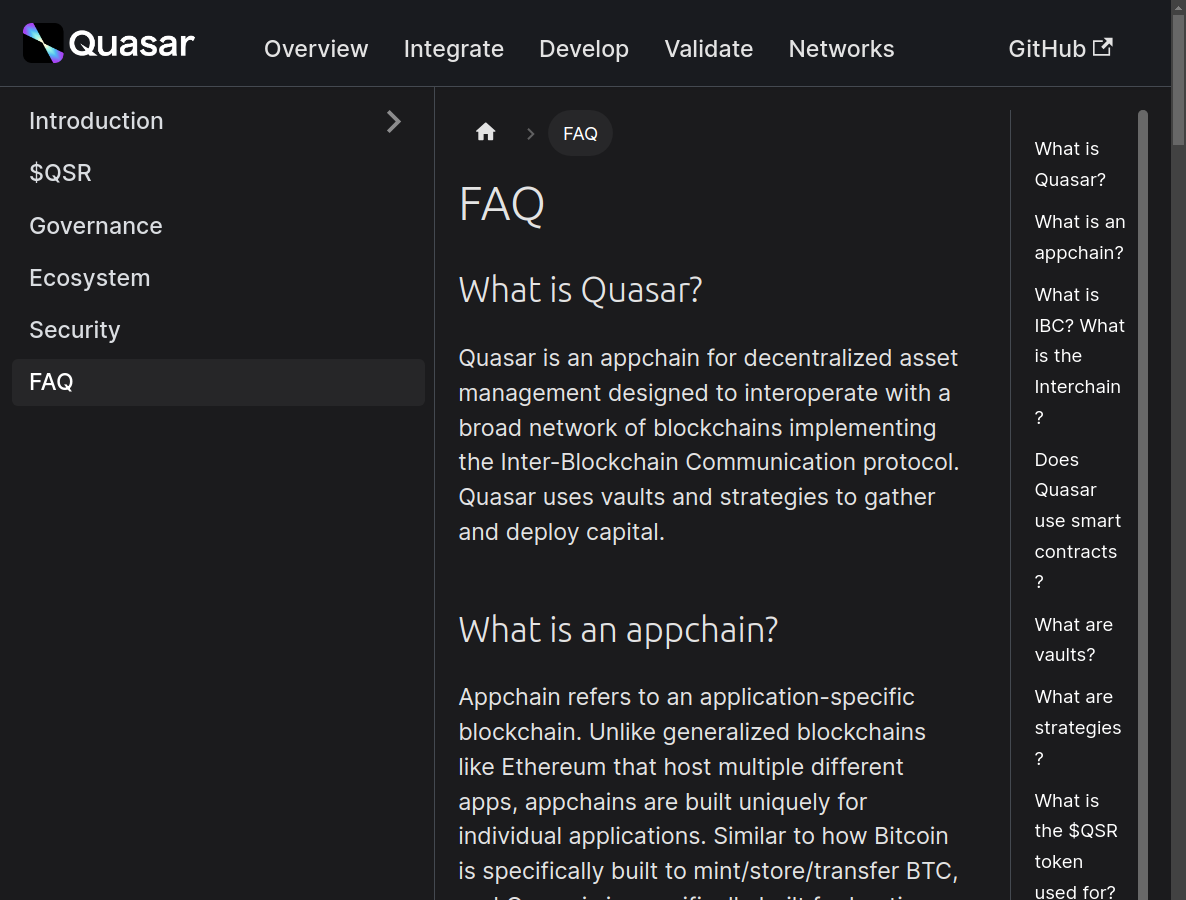 Quasar
Overview
Integrate
Develop
Validate
Networks
GitHub
Introduction
$QSR
Governance
Ecosystem
Security
FAQ
FAQ
FAQ
What is Quasar?
Quasar is an appchain for decentralized asset
management designed to interoperate with a
broad network of blockchains implementing
the Inter-Blockchain Communication protocol.
Quasar uses vaults and strategies to gather
and deploy capital.
What is an appchain?
Appchain refers to an application-specific
blockchain. Unlike generalized blockchains
like Ethereum that host multiple different
apps, appchains are built uniquely for
individual applications. Similar to how Bitcoin
is specifically built to mint/store/transfer BTC,
What is
Quasar?
What is an
appchain?
What is
IBC? What
is the
Interchain
?
Does
Quasar
use smart
contracts
?
What are
vaults?
What are
strategies
?
What is
the $QSR
token
used for?